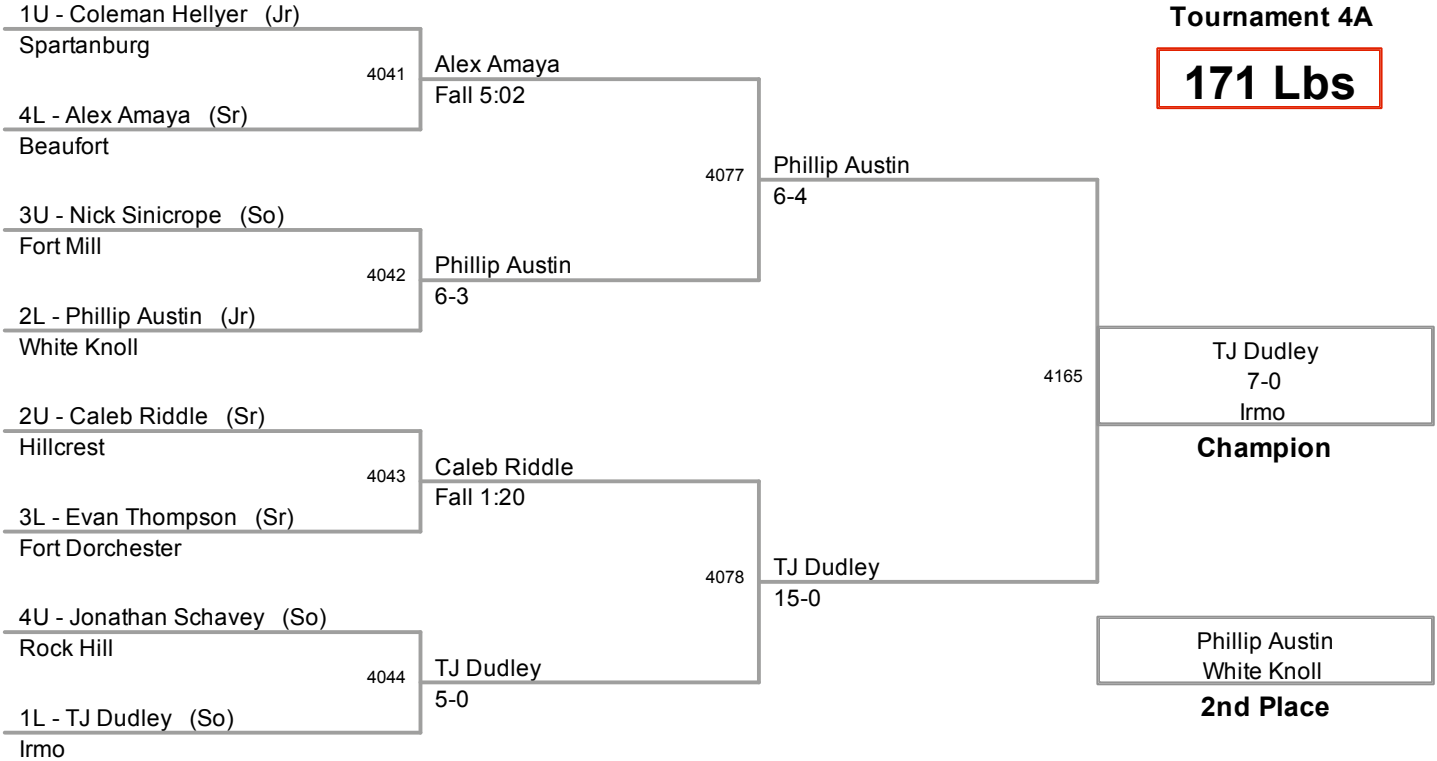 Tournament 4A
171 Lbs
1U - Coleman Hellyer (Jr)
Spartanburg
4041
Alex Amaya
Fall 5:02
4L - Alex Amaya (Sr)
Beaufort
4077
Phillip Austin
6-4
3U - Nick Sinicrope (So)
Fort Mill
4042
Phillip Austin
6-3
2L - Phillip Austin (Jr)
White Knoll
4165
TJ Dudley
7-0
Irmo
Champion
2U - Caleb Riddle (Sr)
Hillcrest
4043
Caleb Riddle
Fall 1:20
3L - Evan Thompson (Sr)
Fort Dorchester
4078
TJ Dudley
15-0
4U - Jonathan Schavey (So)
Rock Hill
4044
TJ Dudley
5-0
1L - TJ Dudley (So)
Irmo
Phillip Austin
White Knoll
2nd Place